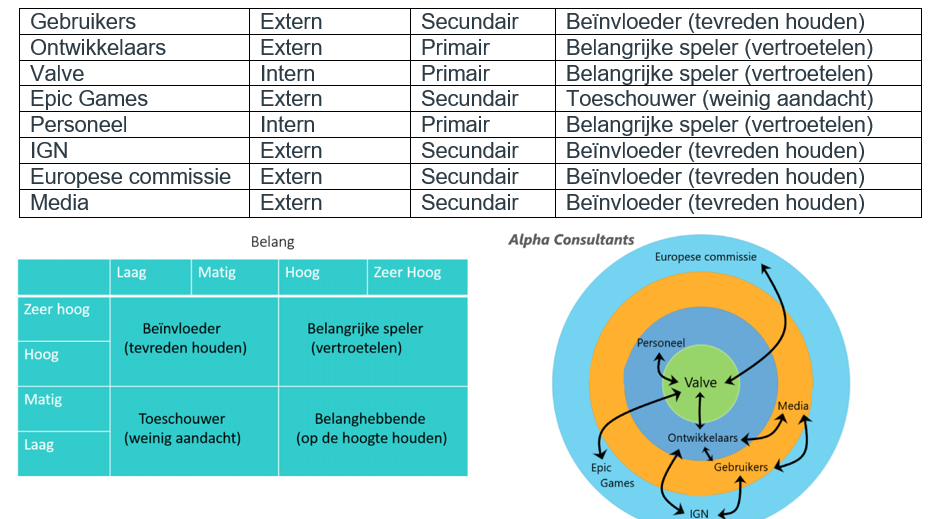 Gebruikers Extern Secundair Beïnvloeder (tevreden houden)
Ontwikkelaars Extern Primair Belangrijke speler (vertroetelen)
Valve Intern Primair Belangrijke speler (vertroetelen)
Epic Games Extern Secundair Toeschouwer (weinig aandacht)
Personeel Intern Primair Belangrijke speler (vertroetelen)
IGN Extern Secundair Beïnvloeder (tevreden houden)
Europese commissie Extern Secundair Beïnvloeder (tevreden houden)
Media Extern Secundair Beïnvloeder (tevreden houden)
Belang
Laag Matig Hoog Zeer Hoog
Zeer hoog
Hoog
Beïnvloeder
(tevreden houden)
Belangrijke speler
(vertroetelen)
Matig
Laag
Toeschouwer
(weinig aandacht)
Belanghebbende
(op de hoogte houden)
Alpha Consultants
Europese commissie
Personeel
Valve
Media
Ontwikkelaars
Gebruikers
Epic
Games
IGN